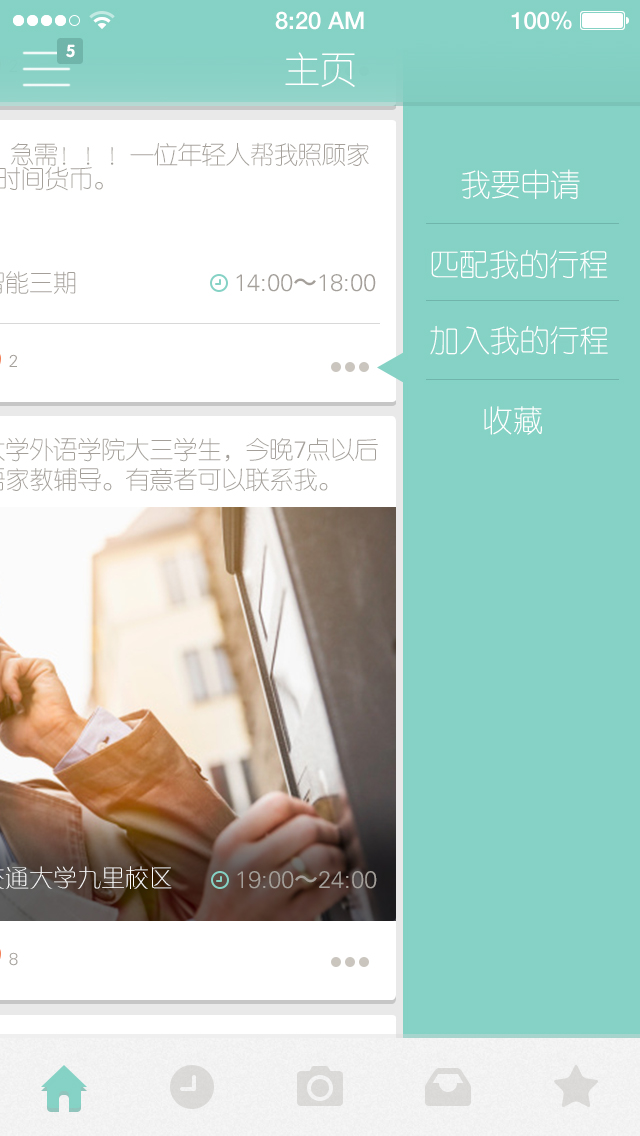 8:20 AM
100%
5
主页
急需！！！一位年轻人帮我照顾家
时间货币。
能三期
14:00～18:00
2
我要申请
匹配我的行程
加入我的行程
收藏
大学外语学院大三学生，今晚7点以后
家教辅导。有意者可以联系我。
交通大学九里校区
19:00～24:00
8